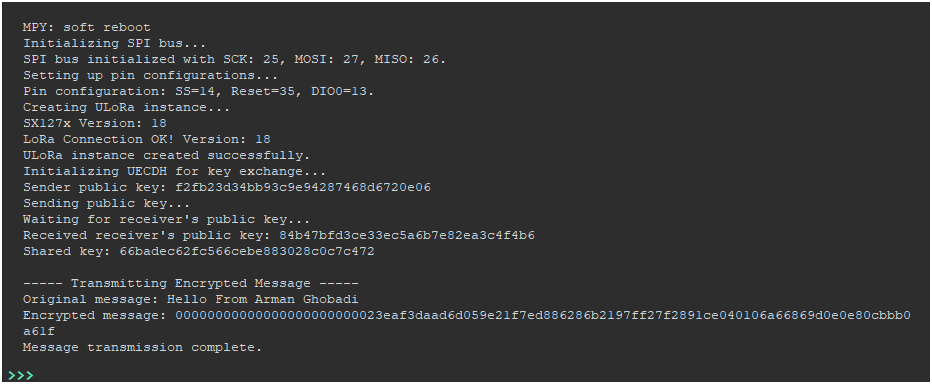 MPY: soft reboot
Initializing SPI bus...
SPI bus initialized with SCK: 25, MOSI: 27, MISO: 26.
Setting up pin configurations...
Pin configuration: SS=14, Reset=35, DIO0=13.
Creating ULoRa instance...
SX127x Version: 18
LoRa Connection OK! Version: 18
ULoRa instance created successfully.
Initializing UECDH for key exchange...
Sender public key: f2fb23d34bb93c9e94287468d6720e06
Sending public key...
Waiting for receiver's public key...
Received receiver's public key: 84b47bfd3ce33ec5a6b7e82ea3c4f4b6
Shared key: 66badec62fc566cebe883028c0c7c472
----- Transmitting Encrypted Message -----
Original message: Hello From Arman Ghobadi
Encrypted message: 00000000000000000000000023eaf3daad6d059e21f7ed886286b2197ff27f2891ce040106a66869d0e0e80cbbb0
a61f
Message transmission complete.
>>>